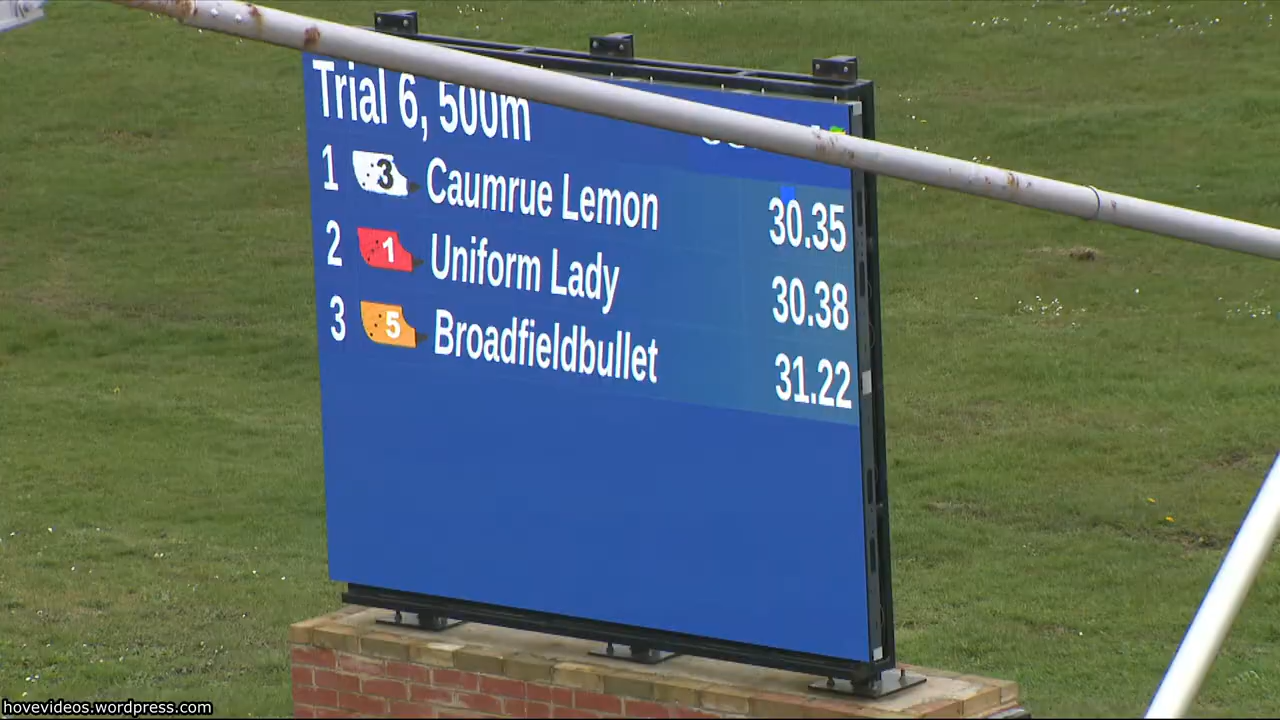 Trial 6, 500m
1 3 Caumrue Lemon 30.35
2 1 Uniform Lady 30.38
3 5 Broadfieldbullet 31.22
hovevideos.wordpress.com